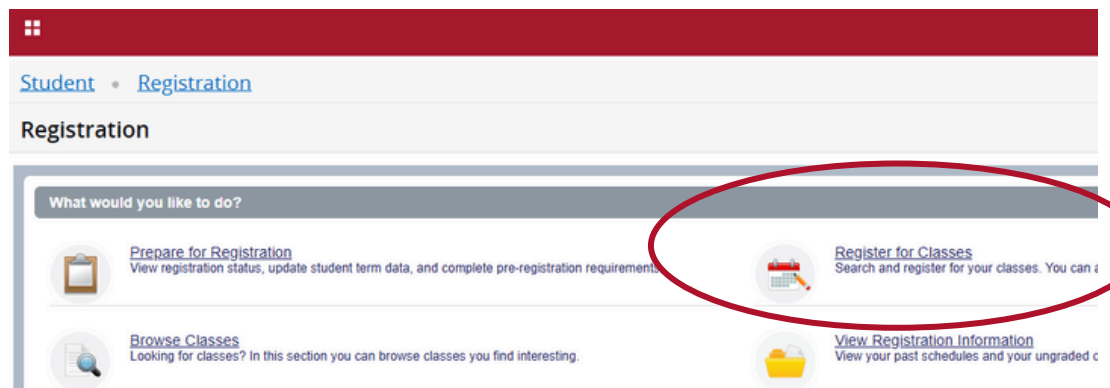 Student • Registration
Registration
What would you like to do?
Prepare for Registration
View registration status, update student term data, and complete pre-registration requirements
Register for Classes
Search and register for your classes. You can a
Browse Classes
Looking for classes? In this section you can browse classes you find interesting.
View Registration Information
View your past schedules and your ungraded c